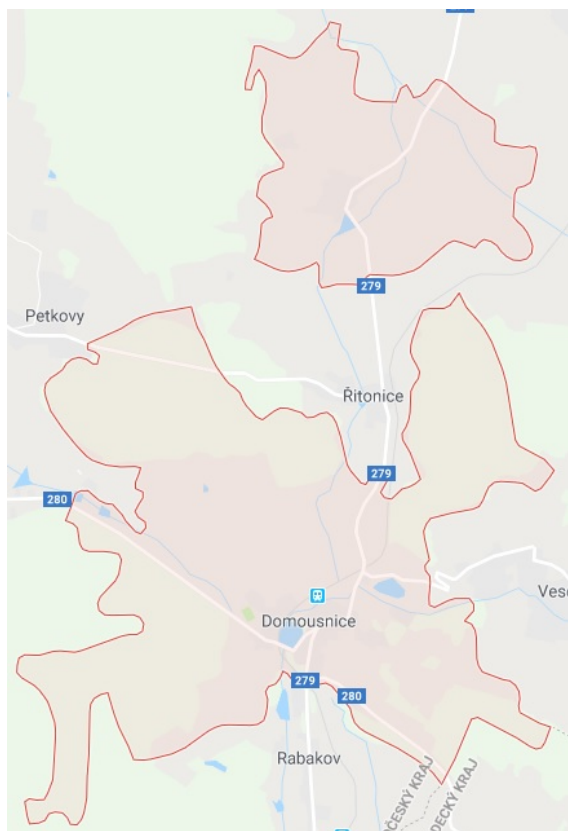 279
Petkovy
Řitonice
279
280
Domousnice
Vese
279
280
Rabakov
ČESKÝ KRAJ
DECKÝ KRAJ